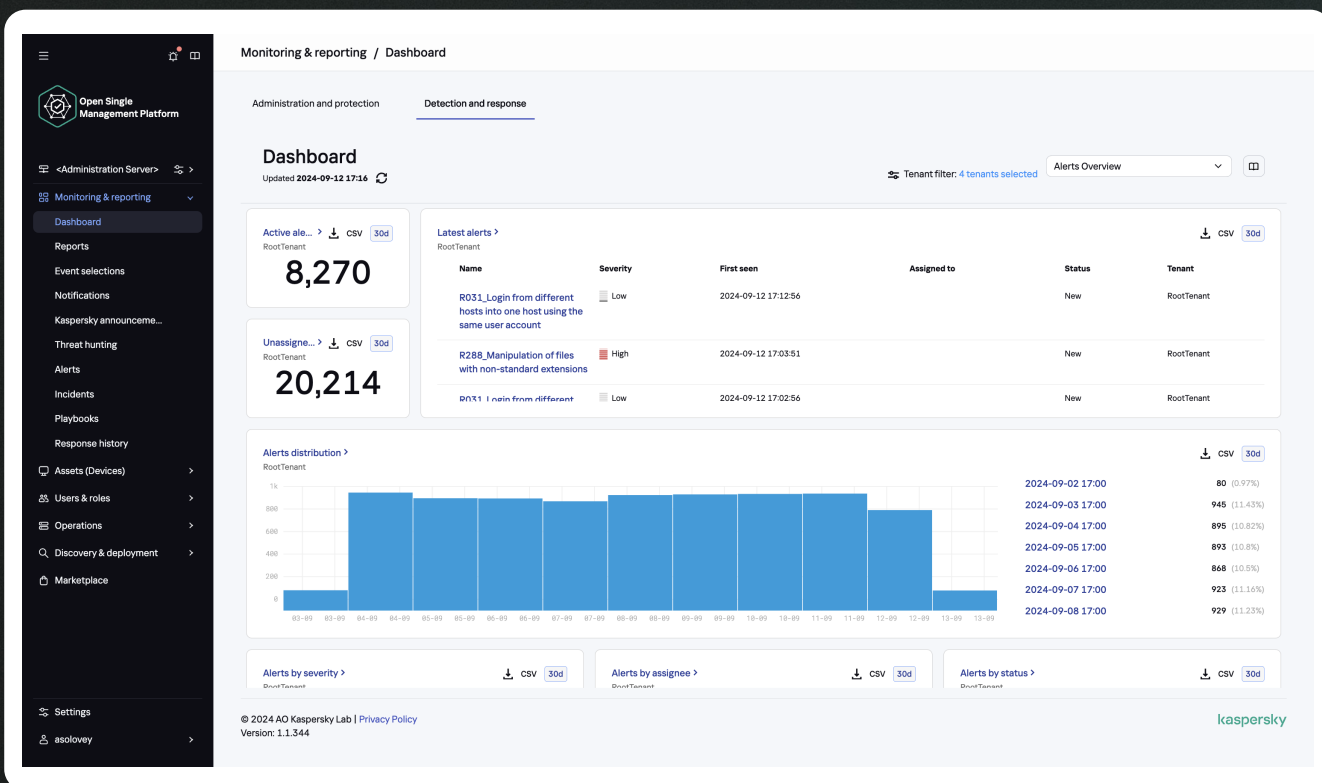 Open Single
Management Platform
<Administration Server>
Monitoring & reporting
Dashboard
Reports
Event selections
Notifications
Kaspersky announceme...
Threat hunting
Alerts
Incidents
Playbooks
Response history
Assets (Devices)
Users & roles
Operations
Discovery & deployment
Marketplace
Settings
asolovey
Monitoring & reporting / Dashboard
Administration and protection Detection and response
Dashboard
Updated 2024-09-12 17:16
Tenant filter: 4 tenants selected Alerts Overview
Active ale... > CSV 30d
RootTenant
8,270
Unassigne... > CSV 30d
RootTenant
20,214
Latest alerts > CSV 30d
RootTenant
Name Severity First seen Assigned to Status Tenant
R031_Login from different Low 2024-09-12 17:12:56 New RootTenant
hosts into one host using the
same user account
R288_Manipulation of files High 2024-09-12 17:03:51 New RootTenant
with non-standard extensions
R031_Login from different Low 2024-09-12 17:02:56 New RootTenant
Alerts distribution > CSV 30d
RootTenant
1k
800
600
400
200
0
03-09 03-09 04-09 04-09 05-09 05-09 06-09 06-09 07-09 07-09 08-09 08-09 09-09 09-09 10-09 10-09 11-09 11-09 12-09 12-09 13-09 13-09
2024-09-02 17:00 80 (0.97%)
2024-09-03 17:00 945 (11.43%)
2024-09-04 17:00 895 (10.82%)
2024-09-05 17:00 893 (10.8%)
2024-09-06 17:00 868 (10.5%)
2024-09-07 17:00 923 (11.16%)
2024-09-08 17:00 929 (11.23%)
Alerts by severity > CSV 30d
RootTenant
Alerts by assignee > CSV 30d
RootTenant
Alerts by status > CSV 30d
RootTenant
© 2024 AO Kaspersky Lab | Privacy Policy
Version: 1.1.344
kaspersky